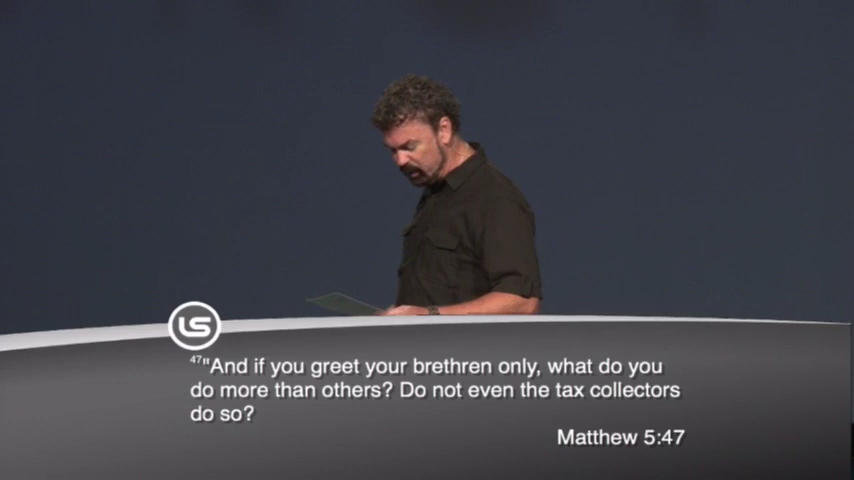 LS
⁴⁷"And if you greet your brethren only, what do you
do more than others? Do not even the tax collectors
do so?
Matthew 5:47